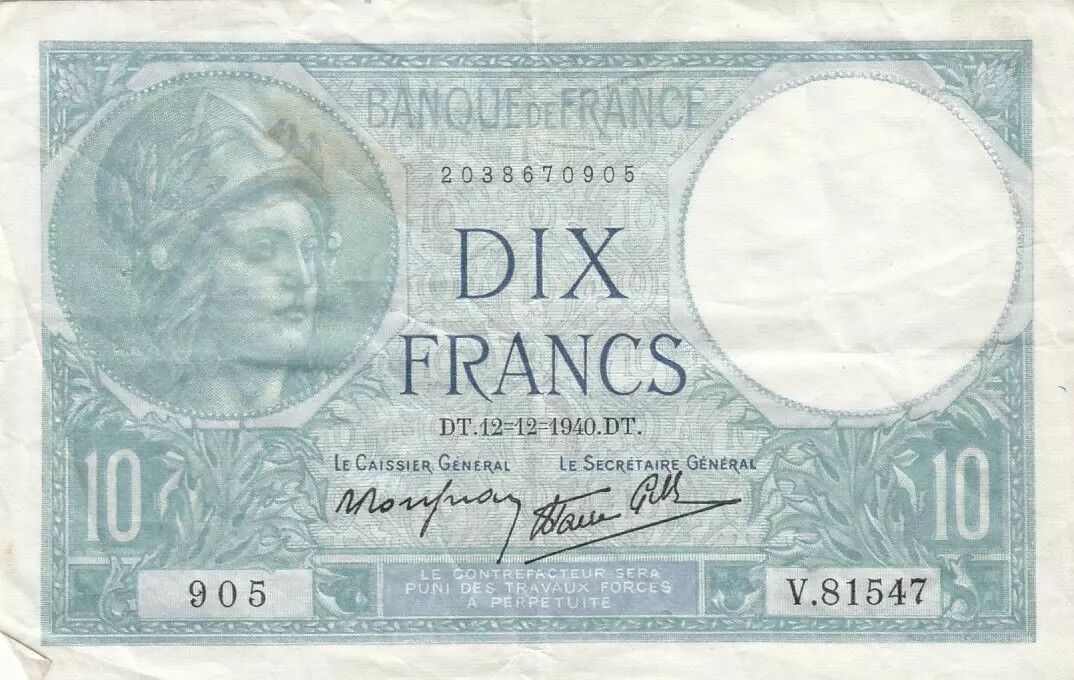 BANQUE DE FRANCE
2038670905
DIX
FRANCS
DT.12=12=1940.DT.
LE CAISSIER GÉNÉRAL LE SECRÉTAIRE GÉNÉRAL
10 10
LE CONTREFACTEUR SERA
PUNI DES TRAVAUX FORCÉS
À PERPÉTUITÉ
905 V.81547